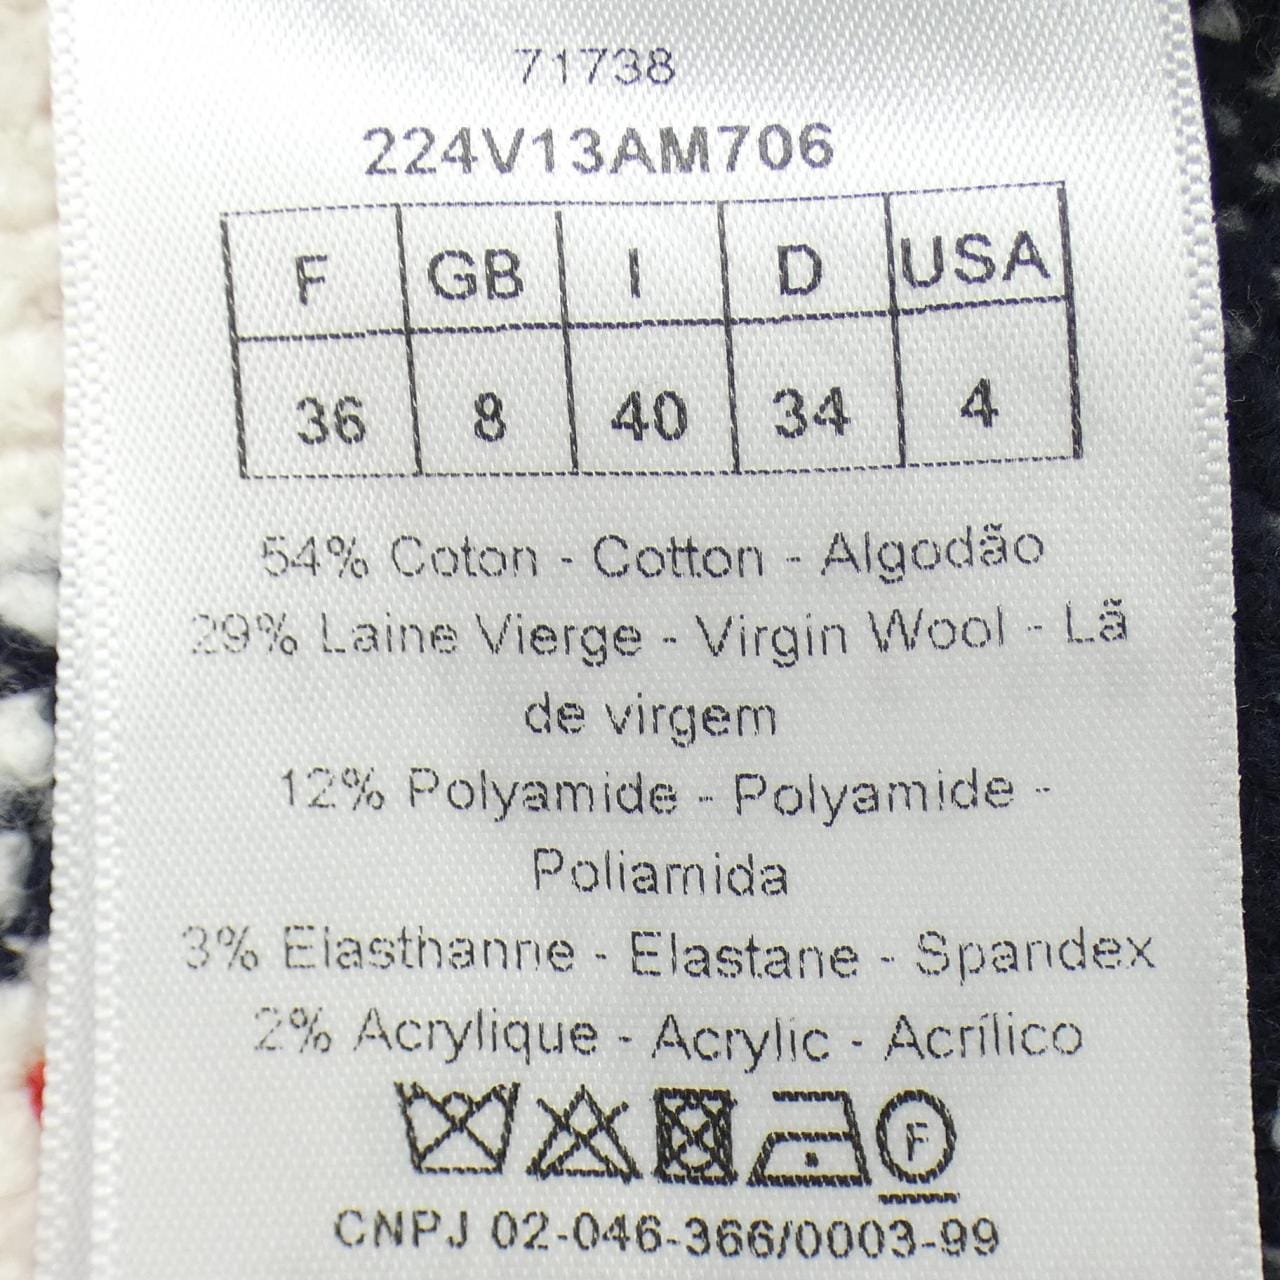 71738
224V13AM706
F GB I D USA
36 8 40 34 4
54% Coton - Cotton - Algodão
29% Laine Vierge - Virgin Wool - Lã
de virgem
12% Polyamide - Polyamide -
Poliamida
3% Elasthanne - Elastane - Spandex
2% Acrylique - Acrylic - Acrílico
F
CNPJ 02-046-366/0003-99